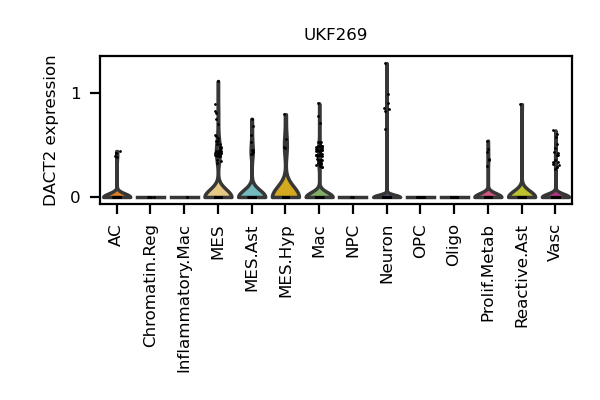 UKF269
DACT2 expression
1
0
AC
Chromatin.Reg
Inflammatory.Mac
MES
MES.Ast
MES.Hyp
Mac
NPC
Neuron
OPC
Oligo
Prolif.Metab
Reactive.Ast
Vasc